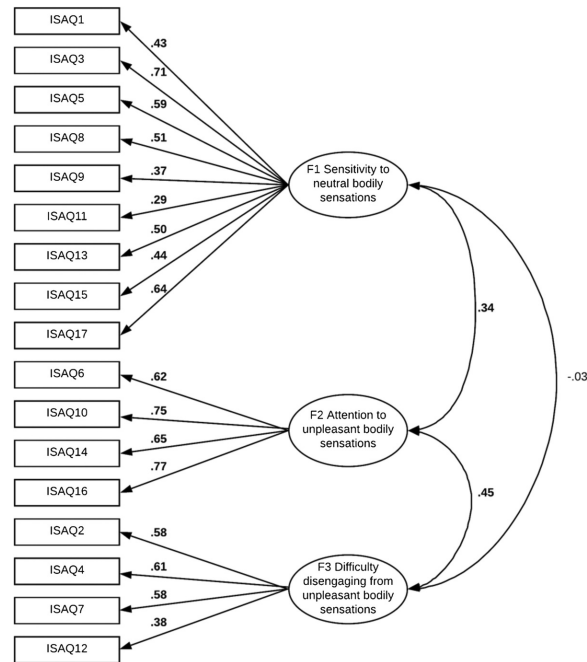 ISAQ1
.43
ISAQ3
.71
ISAQ5
.59
ISAQ8
.51
ISAQ9
.37
ISAQ11
.29
ISAQ13
.50
ISAQ15
.44
ISAQ17
.64
F1 Sensitivity to
neutral bodily
sensations
.34
-.03
ISAQ6
.62
ISAQ10
.75
ISAQ14
.65
ISAQ16
.77
F2 Attention to
unpleasant bodily
sensations
.45
ISAQ2
.58
ISAQ4
.61
ISAQ7
.58
ISAQ12
.38
F3 Difficulty
disengaging from
unpleasant bodily
sensations